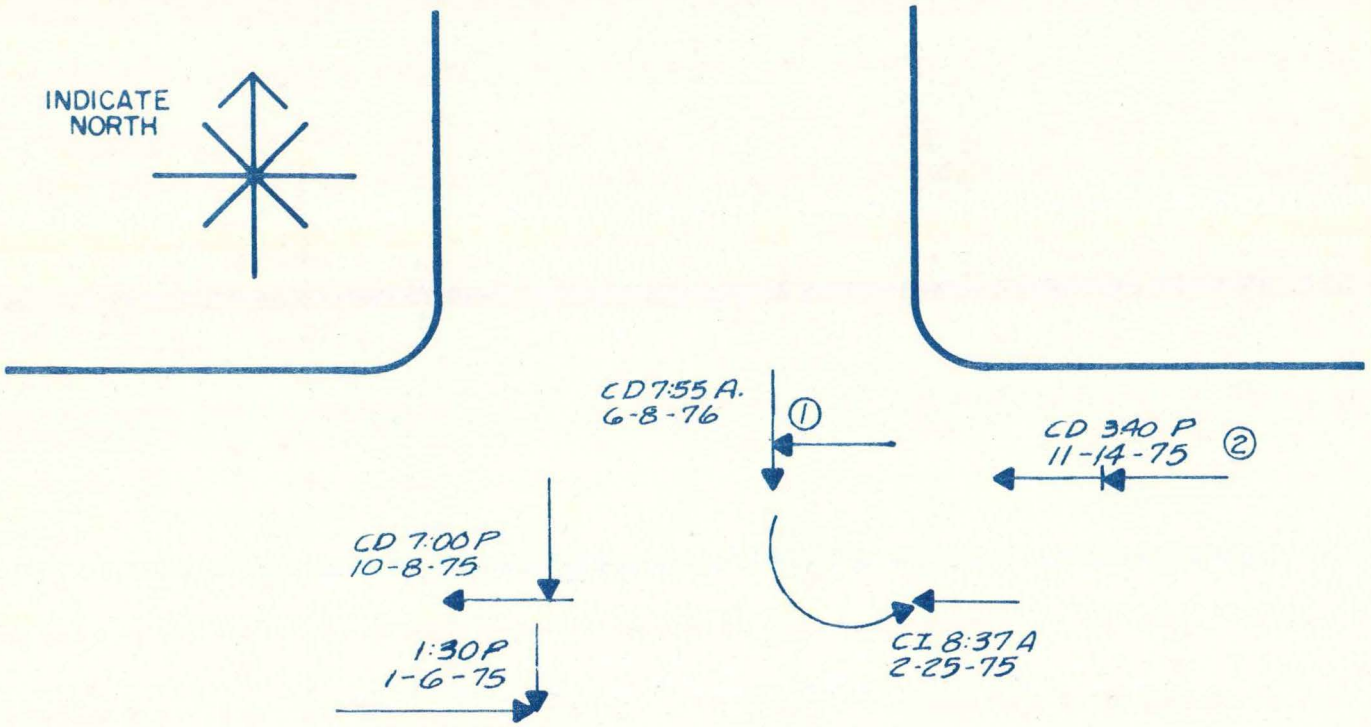 INDICATE
NORTH
CD 7:55 A.
6-8-76
①
CD 340 P
11-14-75
②
CD 7:00 P
10-8-75
1:30 P
1-6-75
CI 8:37 A
2-25-75